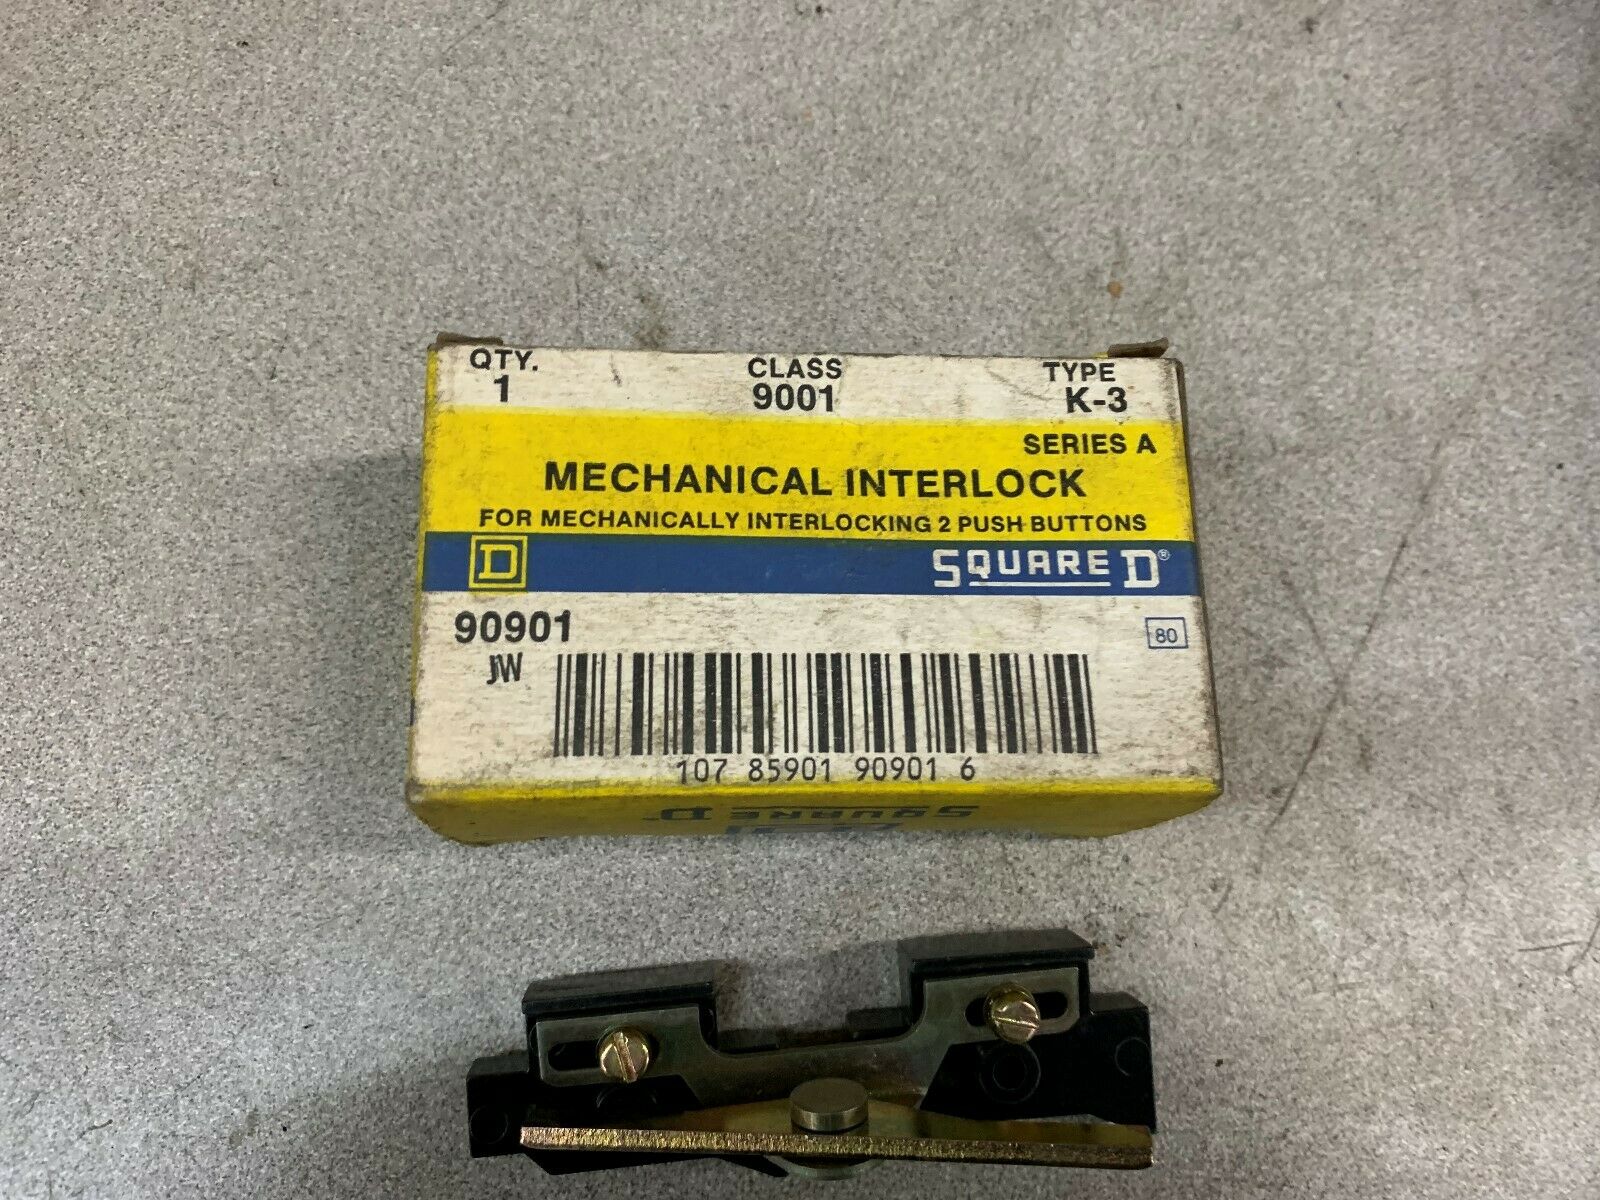 QTY. CLASS TYPE
1 9001 K-3
SERIES A
MECHANICAL INTERLOCK
FOR MECHANICALLY INTERLOCKING 2 PUSH BUTTONS
D SQUARE D®
90901
80
JW
107 85901 90901 6
SQUARE D